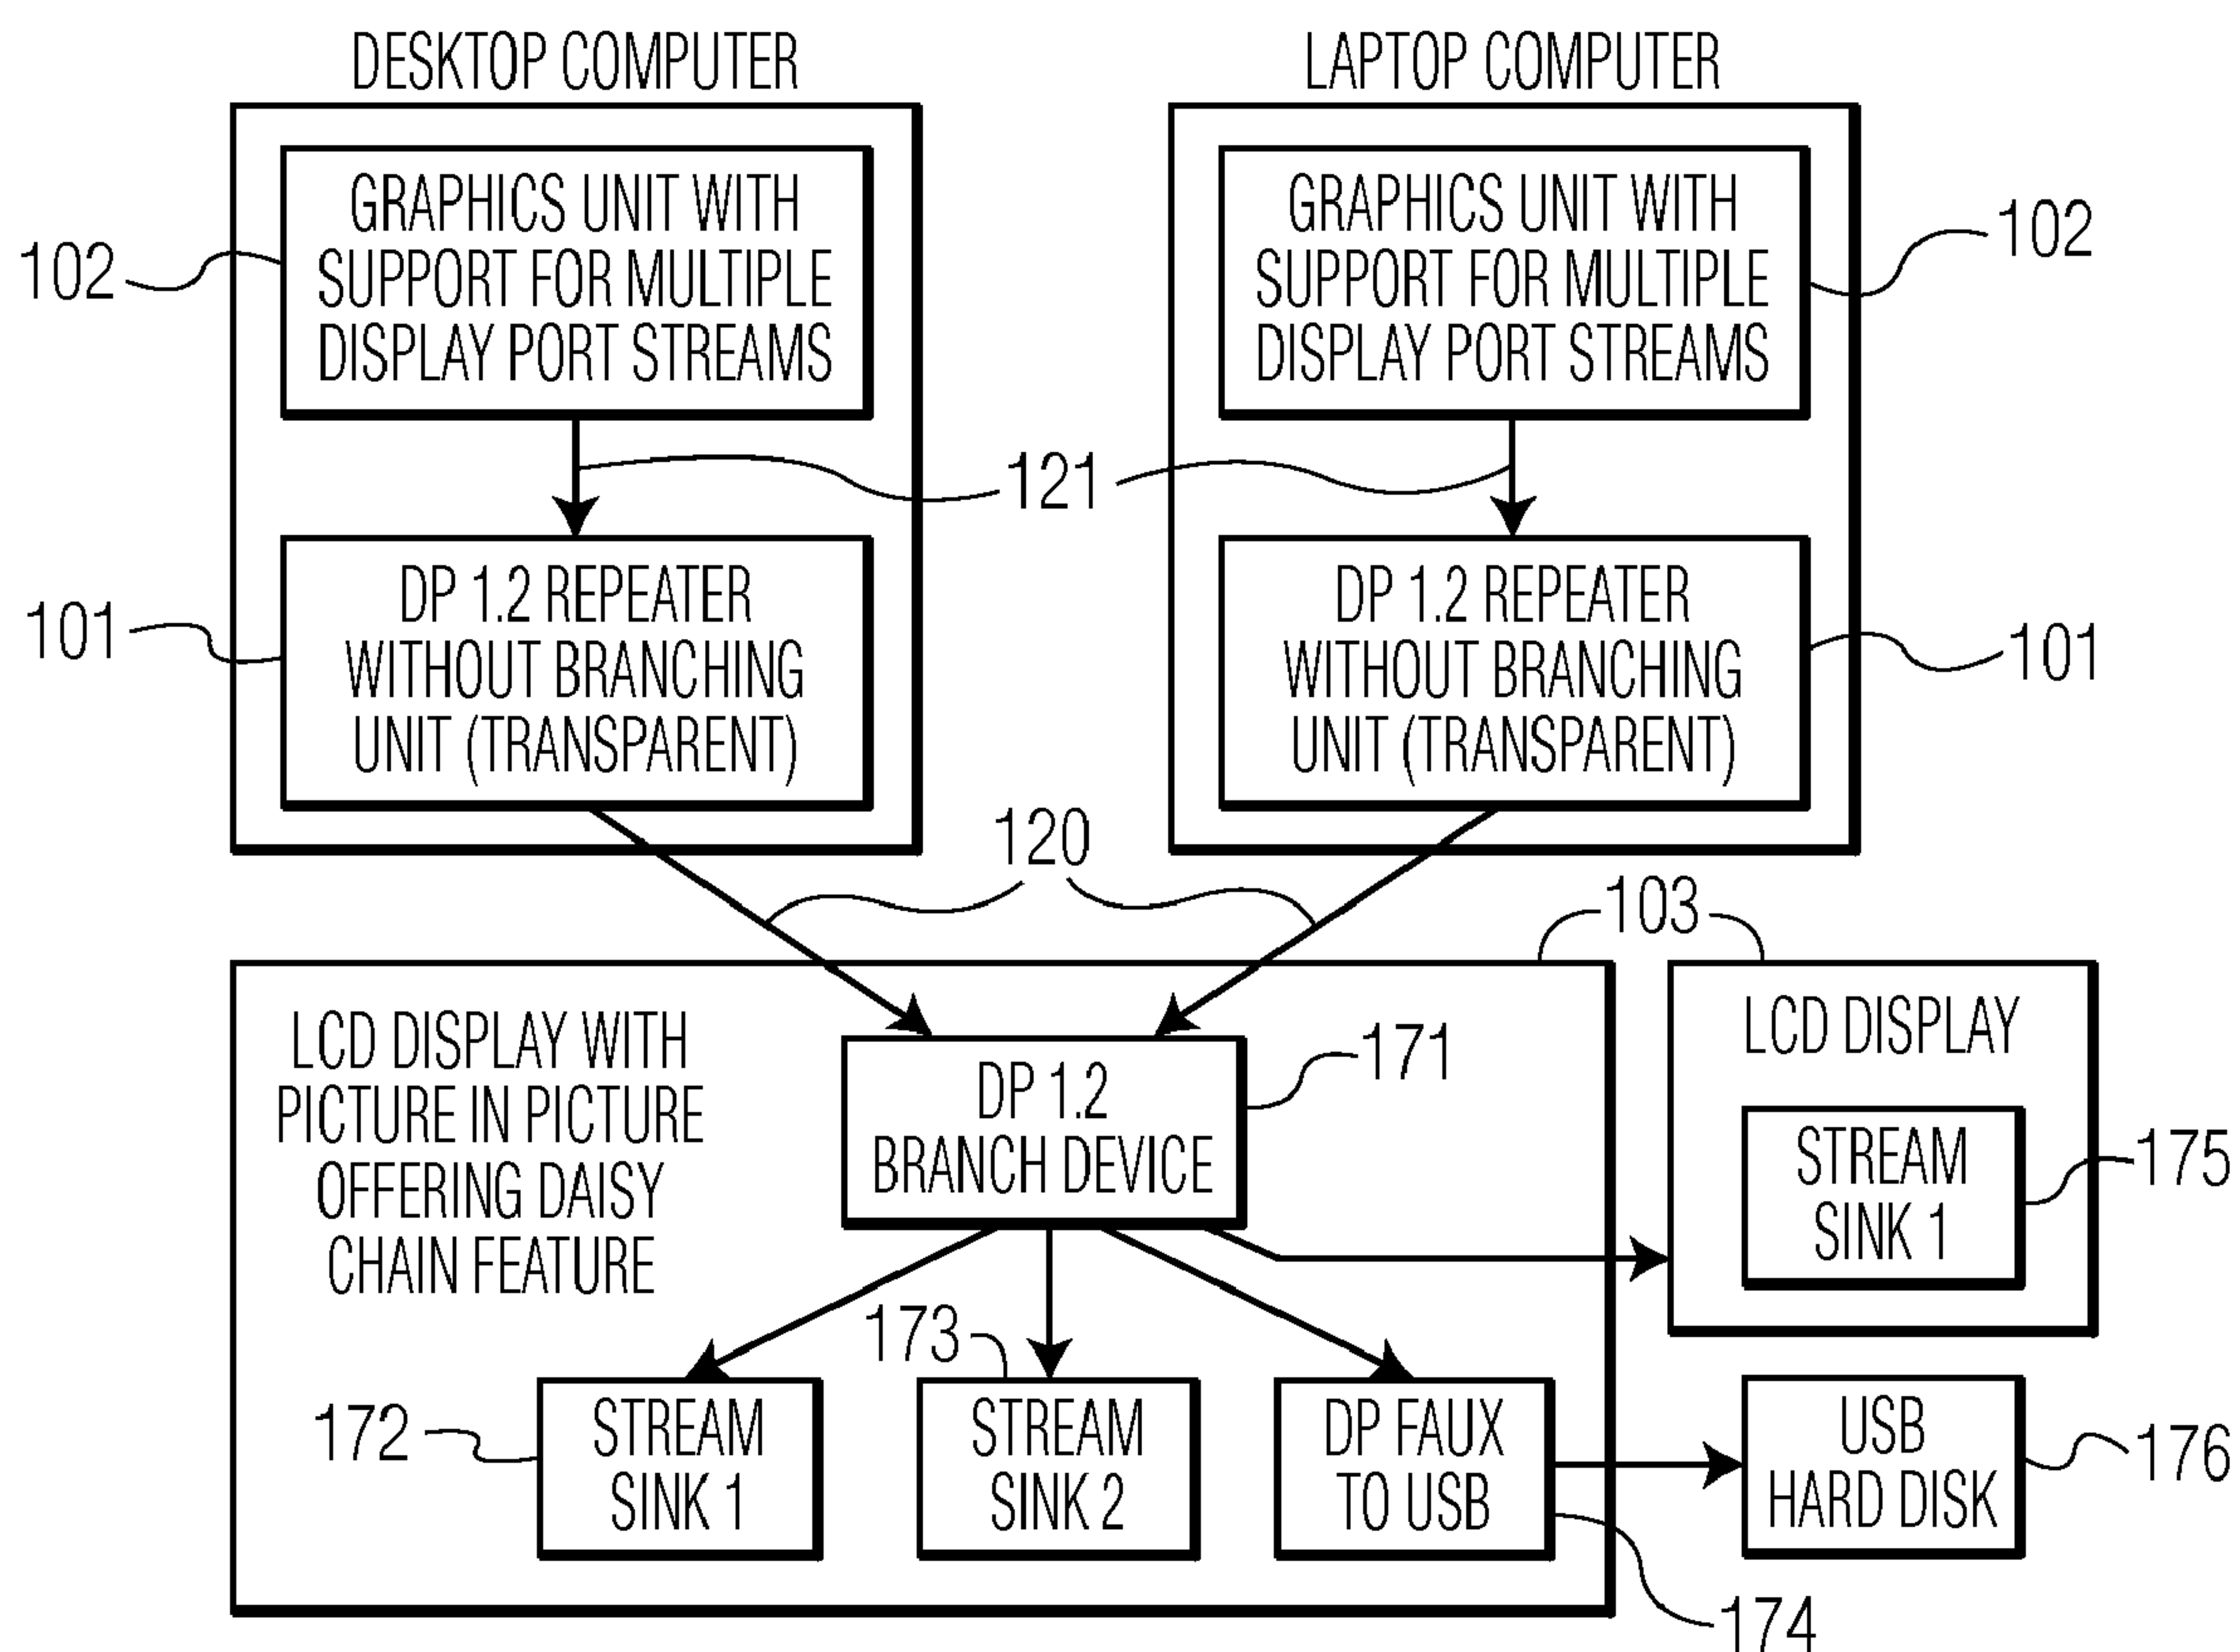 DESKTOP COMPUTER
LAPTOP COMPUTER
GRAPHICS UNIT WITH
SUPPORT FOR MULTIPLE
DISPLAY PORT STREAMS
GRAPHICS UNIT WITH
SUPPORT FOR MULTIPLE
DISPLAY PORT STREAMS
102
102
121
DP 1.2 REPEATER
WITHOUT BRANCHING
UNIT (TRANSPARENT)
DP 1.2 REPEATER
WITHOUT BRANCHING
UNIT (TRANSPARENT)
101
101
120
103
LCD DISPLAY WITH
PICTURE IN PICTURE
OFFERING DAISY
CHAIN FEATURE
DP 1.2
BRANCH DEVICE
171
LCD DISPLAY
STREAM
SINK 1
175
173
172
STREAM
SINK 1
STREAM
SINK 2
DP FAUX
TO USB
USB
HARD DISK
176
174